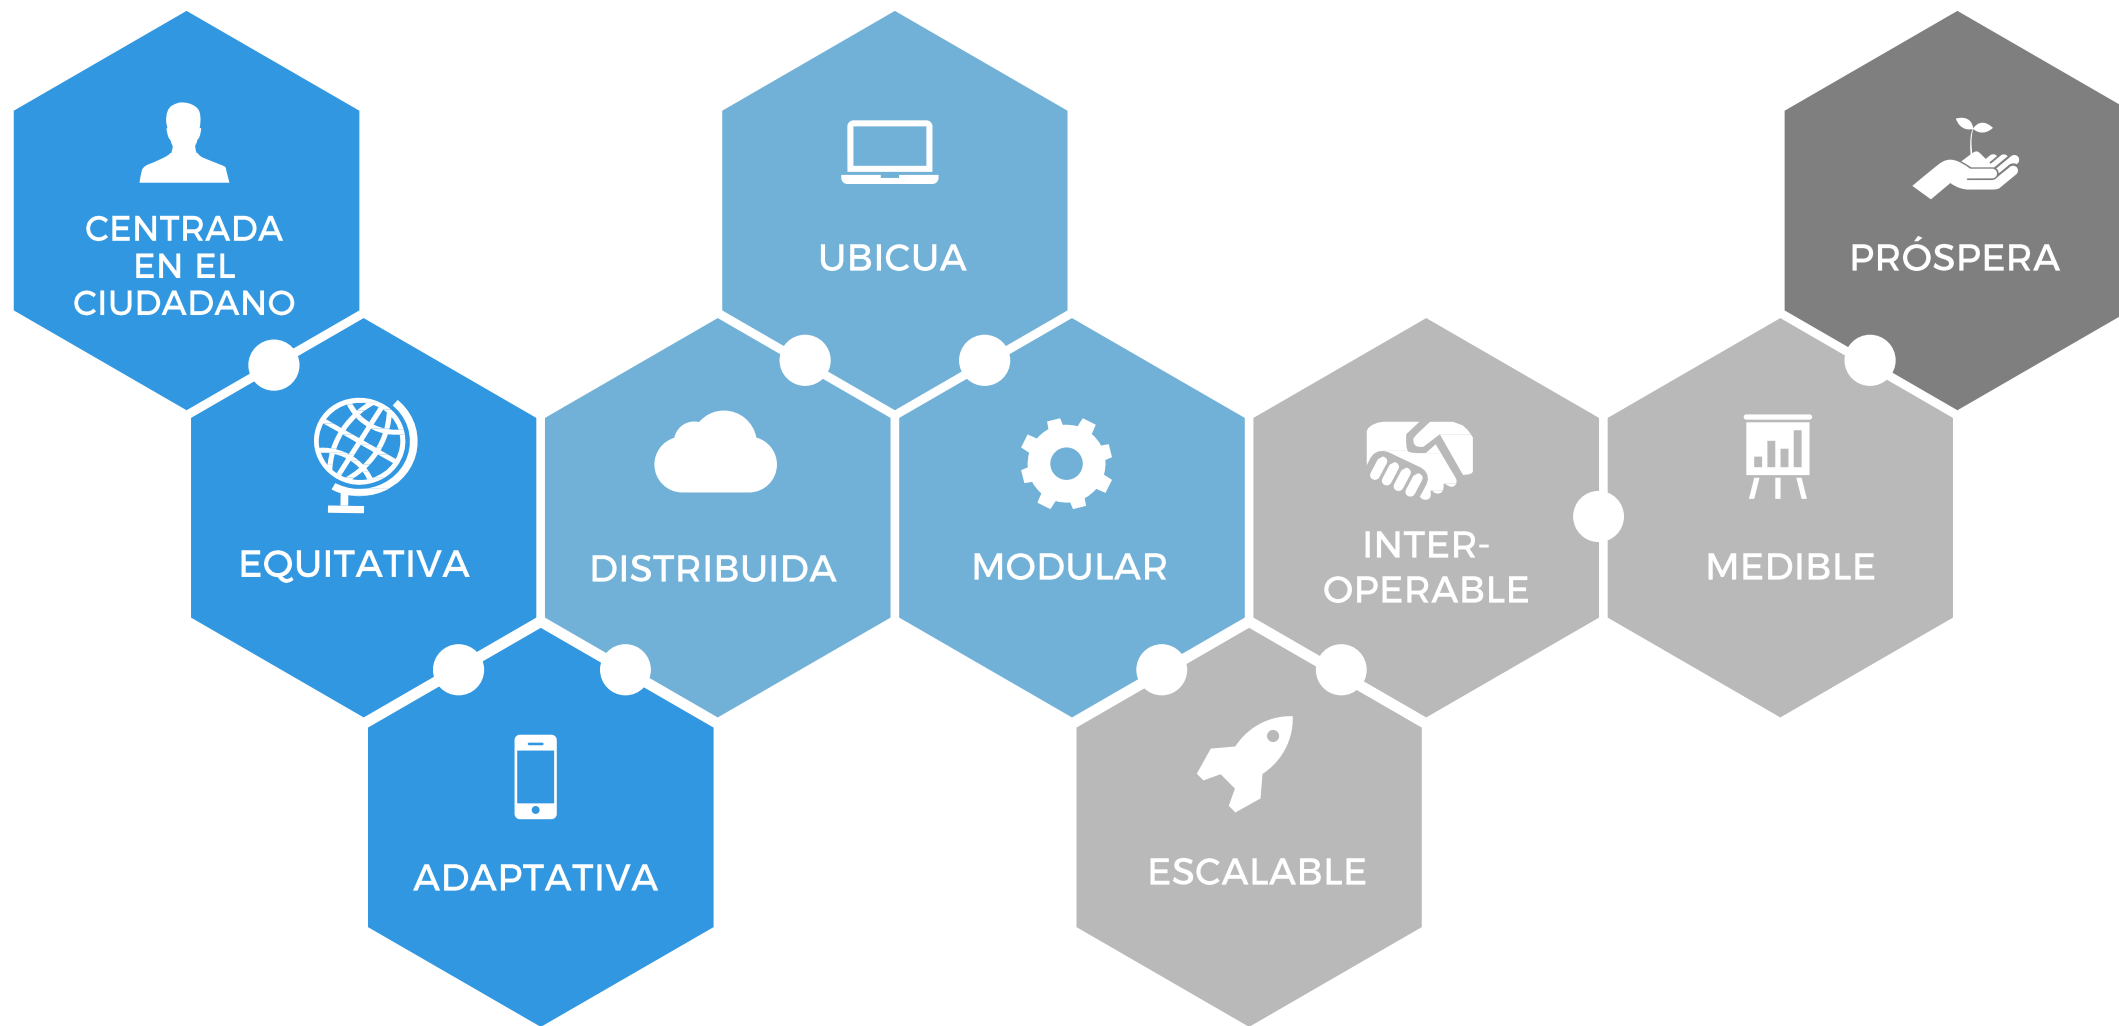 CENTRADA
EN EL
CIUDADANO
EQUITATIVA
ADAPTATIVA
DISTRIBUIDA
UBICUA
MODULAR
ESCALABLE
INTER-
OPERABLE
MEDIBLE
PRÓSPERA